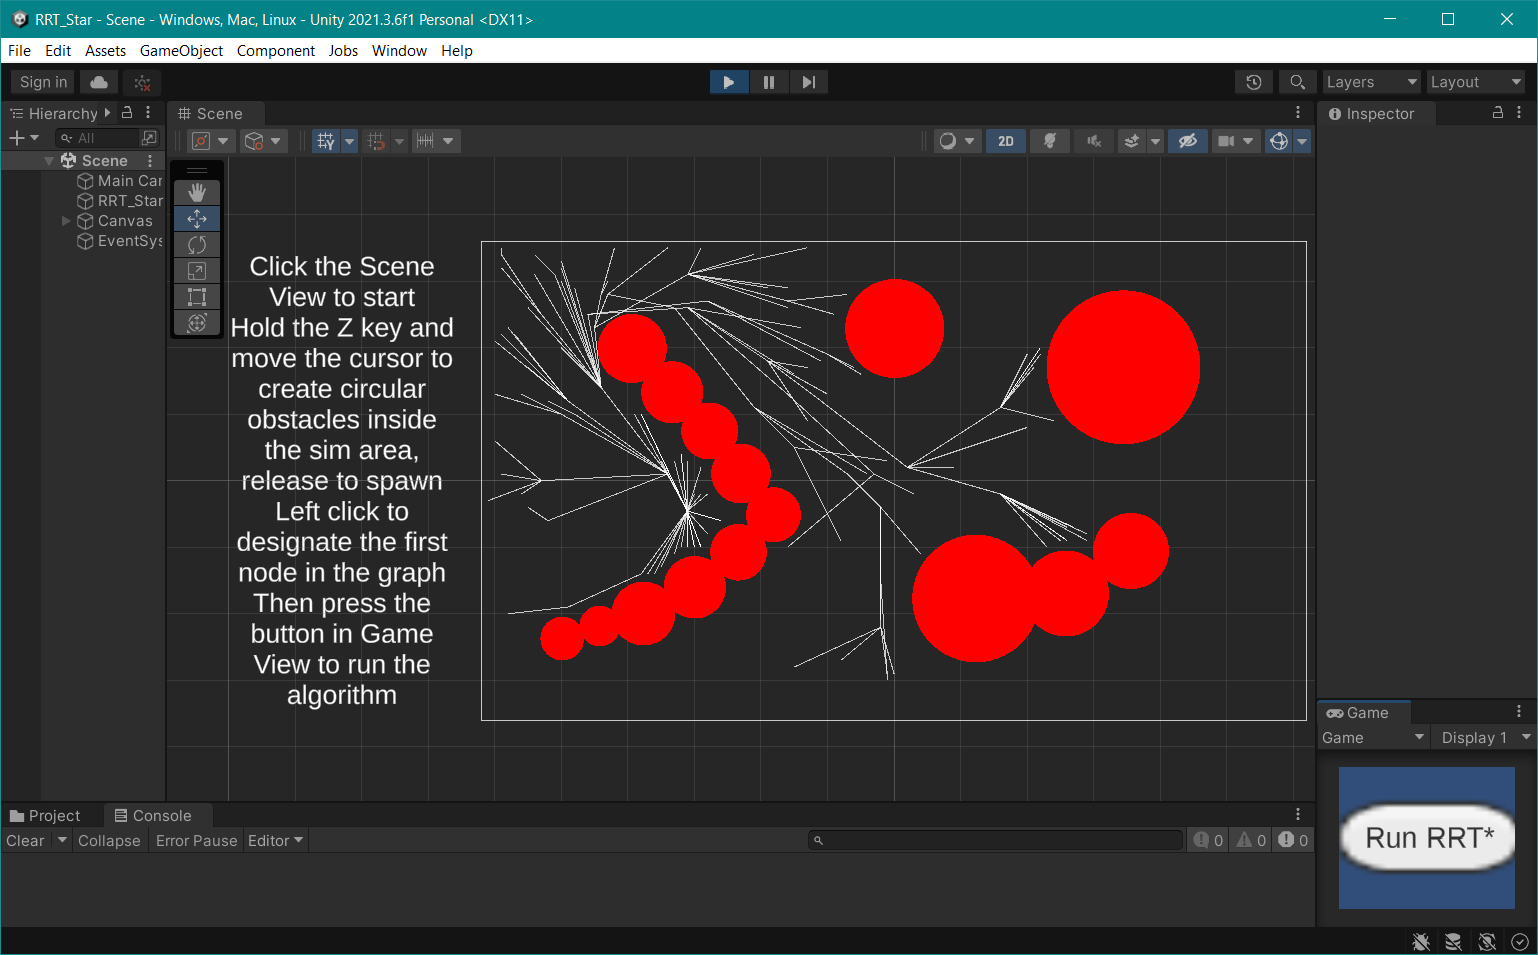 RRT_Star - Scene - Windows, Mac, Linux - Unity 2021.3.6f1 Personal <DX11>
File Edit Assets GameObject Component Jobs Window Help
Sign in
Layers
Layout
Hierarchy
Scene
Inspector
All
2D
Scene
Main Car
RRT_Star
Canvas
EventSys
Click the Scene
View to start
Hold the Z key and
move the cursor to
create circular
obstacles inside
the sim area,
release to spawn
Left click to
designate the first
node in the graph
Then press the
button in Game
View to run the
algorithm
Game
Game
Display 1
Run RRT*
Project
Console
Clear
Collapse
Error Pause
Editor
0
0
0